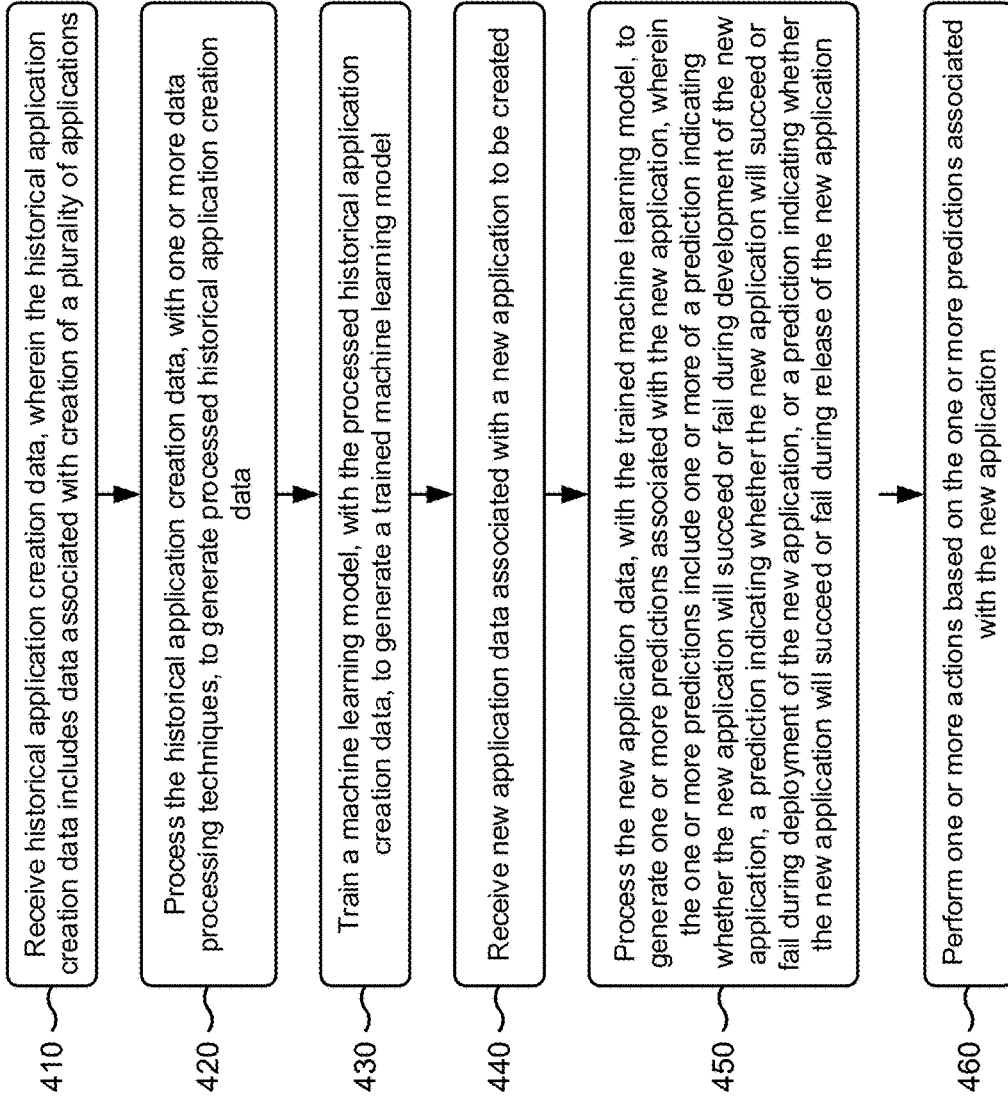 410
Receive historical application creation data, wherein the historical application
creation data includes data associated with creation of a plurality of applications
420
Process the historical application creation data, with one or more data
processing techniques, to generate processed historical application creation
data
430
Train a machine learning model, with the processed historical application
creation data, to generate a trained machine learning model
440
Receive new application data associated with a new application to be created
450
Process the new application data, with the trained machine learning model, to
generate one or more predictions associated with the new application, wherein
the one or more predictions include one or more of a prediction indicating
whether the new application will succeed or fail during development of the new
application, a prediction indicating whether the new application will succeed or
fail during deployment of the new application, or a prediction indicating whether
the new application will succeed or fail during release of the new application
460
Perform one or more actions based on the one or more predictions associated
with the new application